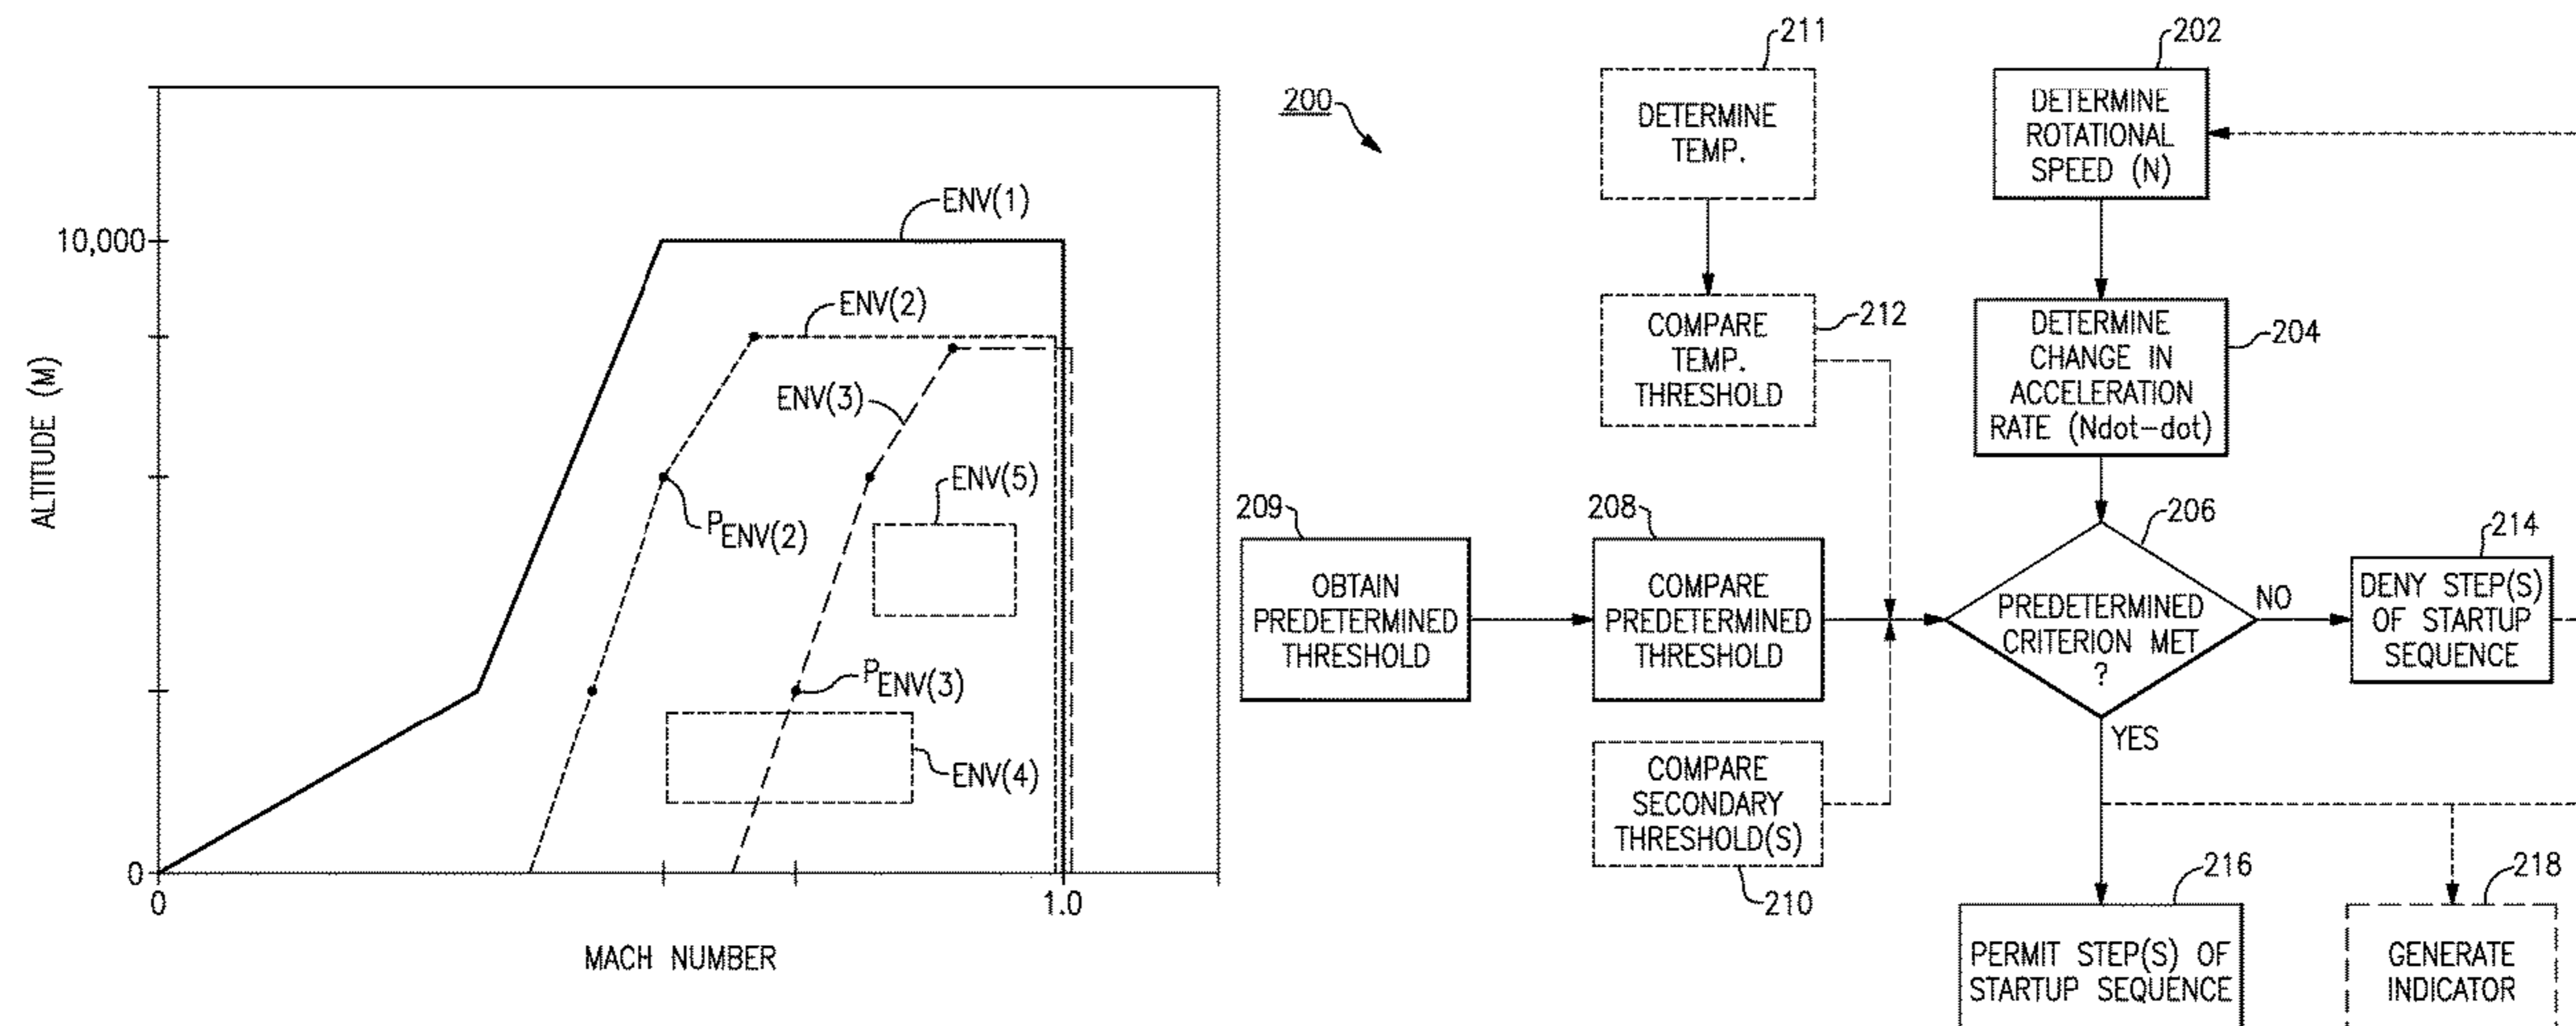 ENV(1)
10,000
ENV(2)
ENV(3)
ENV(5)
PENV(2)
PENV(3)
ENV(4)
ALTITUDE (M)
0
0
1.0
MACH NUMBER
200
211
DETERMINE
TEMP.
212
COMPARE
TEMP.
THRESHOLD
202
DETERMINE
ROTATIONAL
SPEED (N)
204
DETERMINE
CHANGE IN
ACCELERATION
RATE (Ndot-dot)
209
OBTAIN
PREDETERMINED
THRESHOLD
208
COMPARE
PREDETERMINED
THRESHOLD
206
PREDETERMINED
CRITERION MET
?
NO
214
DENY STEP(S)
OF STARTUP
SEQUENCE
YES
COMPARE
SECONDARY
THRESHOLD(S)
210
216
PERMIT STEP(S) OF
STARTUP SEQUENCE
218
GENERATE
INDICATOR